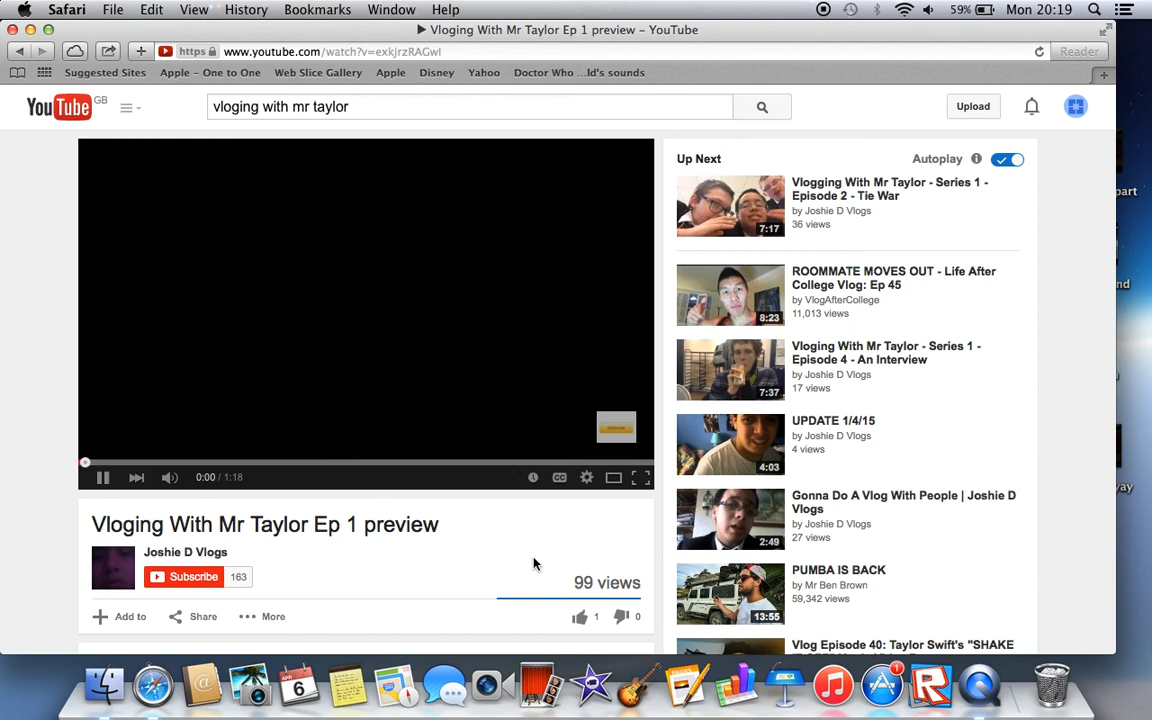 Safari File Edit View History Bookmarks Window Help 59% Mon 20:19
Vloging With Mr Taylor Ep 1 preview – YouTube
https www.youtube.com/watch?v=exkjrzRAGwI Reader
Suggested Sites Apple – One to One Web Slice Gallery Apple Disney Yahoo Doctor Who ...ld's sounds
YouTube GB vloging with mr taylor Upload
Up Next Autoplay
Vlogging With Mr Taylor - Series 1 -
Episode 2 - Tie War
by Joshie D Vlogs
36 views
7:17
ROOMMATE MOVES OUT - Life After
College Vlog: Ep 45
by VlogAfterCollege
11,013 views
8:23
Vloging With Mr Taylor - Series 1 -
Episode 4 - An Interview
by Joshie D Vlogs
17 views
7:37
UPDATE 1/4/15
by Joshie D Vlogs
4 views
4:03
Gonna Do A Vlog With People | Joshie D
Vlogs
by Joshie D Vlogs
27 views
2:49
PUMBA IS BACK
by Mr Ben Brown
59,342 views
13:55
Vlog Episode 40: Taylor Swift's "SHAKE
0:00 / 1:18 CC
Vloging With Mr Taylor Ep 1 preview
Joshie D Vlogs
Subscribe 163
99 views
Add to Share More 1 0
part
nd
way
APR
6
1